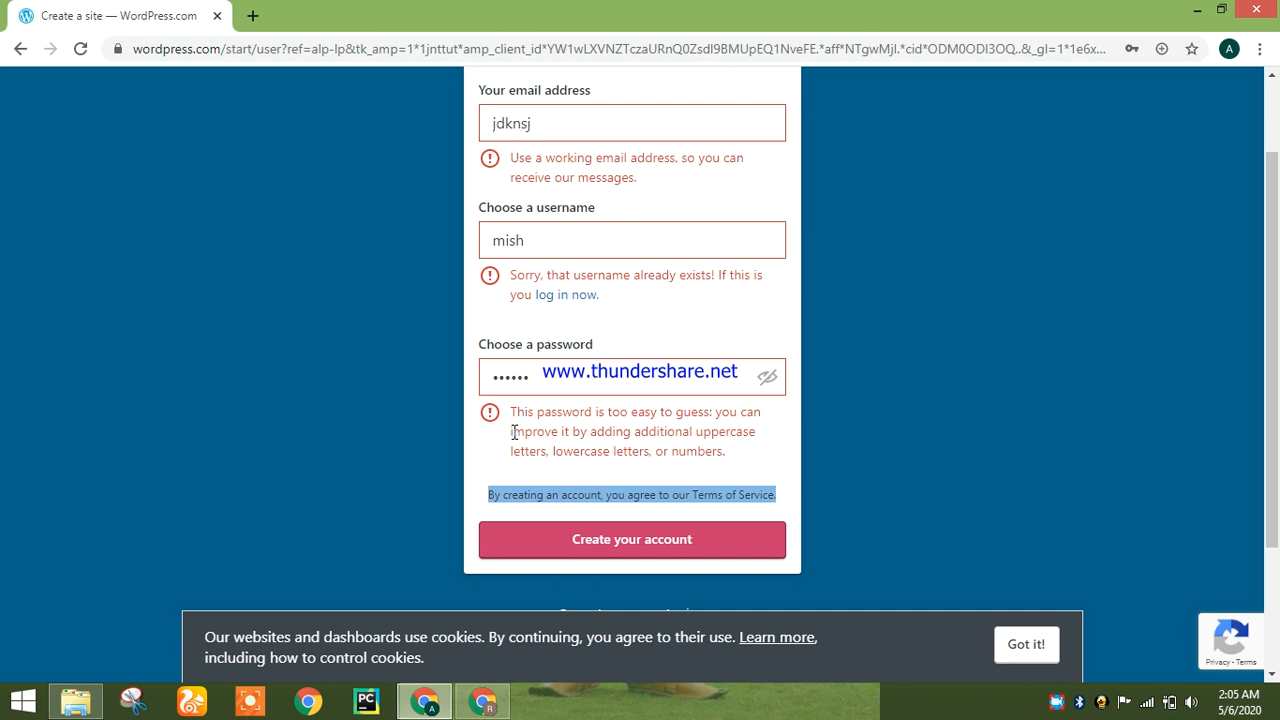 Create a site — WordPress.com
wordpress.com/start/user?ref=alp-lp&tk_amp=1*1jnttut*amp_client_id*YW1wLXVNZTczaURNQ0Zsdl9BMUpEQ1NveFE.*aff*NTgwMjI.*cid*ODM0ODI3OQ..&_gl=1*1e6x...
A
Your email address
jdknsj
Use a working email address, so you can
receive our messages.
Choose a username
mish
Sorry, that username already exists! If this is
you log in now.
Choose a password
•••••• www.thundershare.net
This password is too easy to guess: you can
improve it by adding additional uppercase
letters, lowercase letters, or numbers.
By creating an account, you agree to our Terms of Service.
Create your account
Our websites and dashboards use cookies. By continuing, you agree to their use. Learn more,
including how to control cookies.
Got it!
Privacy - Terms
PC
A
R
2:05 AM
5/6/2020